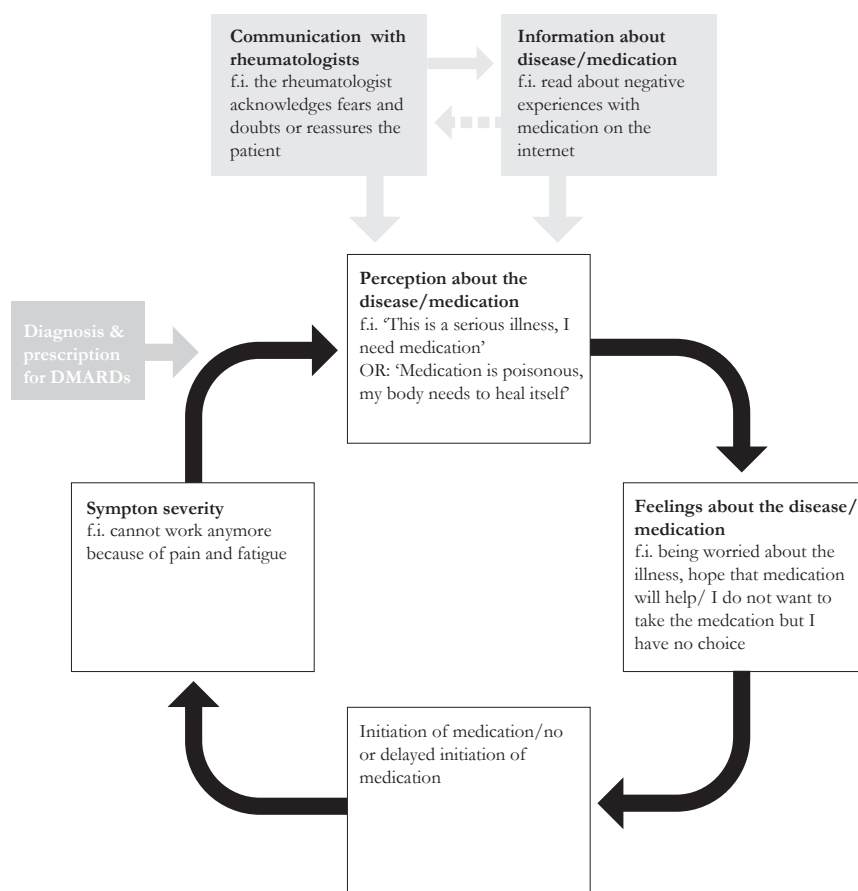 Communication with
rheumatologists
f.i. the rheumatologist
acknowledges fears and
doubts or reassures the
patient
Information about
disease/medication
f.i. read about negative
experiences with
medication on the
internet
Perception about the
disease/medication
f.i. ‘This is a serious illness, I
need medication’
OR: ‘Medication is poisonous,
my body needs to heal itself’
Diagnosis &
prescription
for DMARDs
Sympton severity
f.i. cannot work anymore
because of pain and fatigue
Feelings about the disease/
medication
f.i. being worried about the
illness, hope that medication
will help/ I do not want to
take the medcation but I
have no choice
Initiation of medication/no
or delayed initiation of
medication